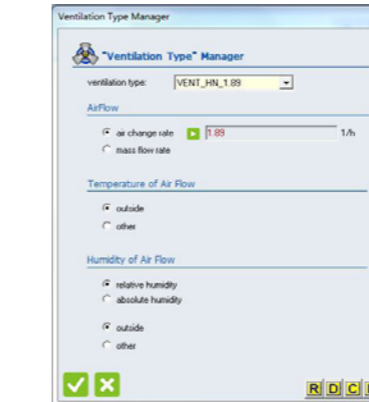 Ventilation Type Manager
"Ventilation Type" Manager
ventilation type: VENT_HN_1.89
AirFlow
air change rate 1.89 1/h
mass flow rate
Temperature of Air Flow
outside
other
Humidity of Air Flow
relative humidity
absolute humidity
outside
other
R D C